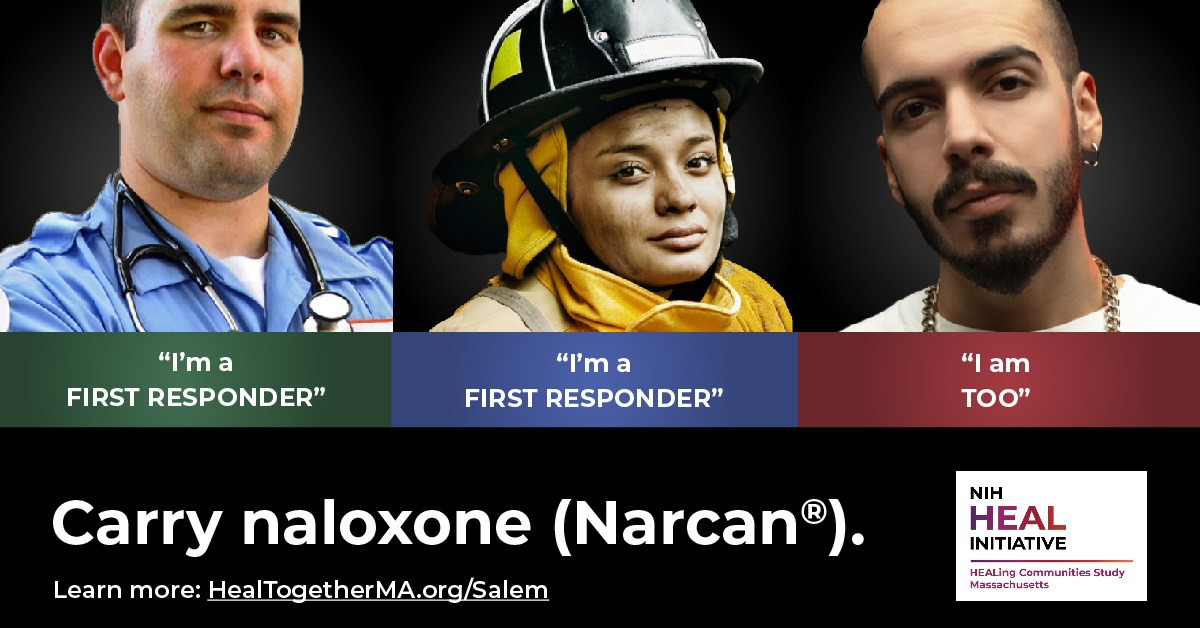 “I’m a
FIRST RESPONDER”
“I’m a
FIRST RESPONDER”
“I am
TOO”
Carry naloxone (Narcan®).
Learn more: HealTogetherMA.org/Salem
NIH
HEAL
INITIATIVE
HEALing Communities Study
Massachusetts